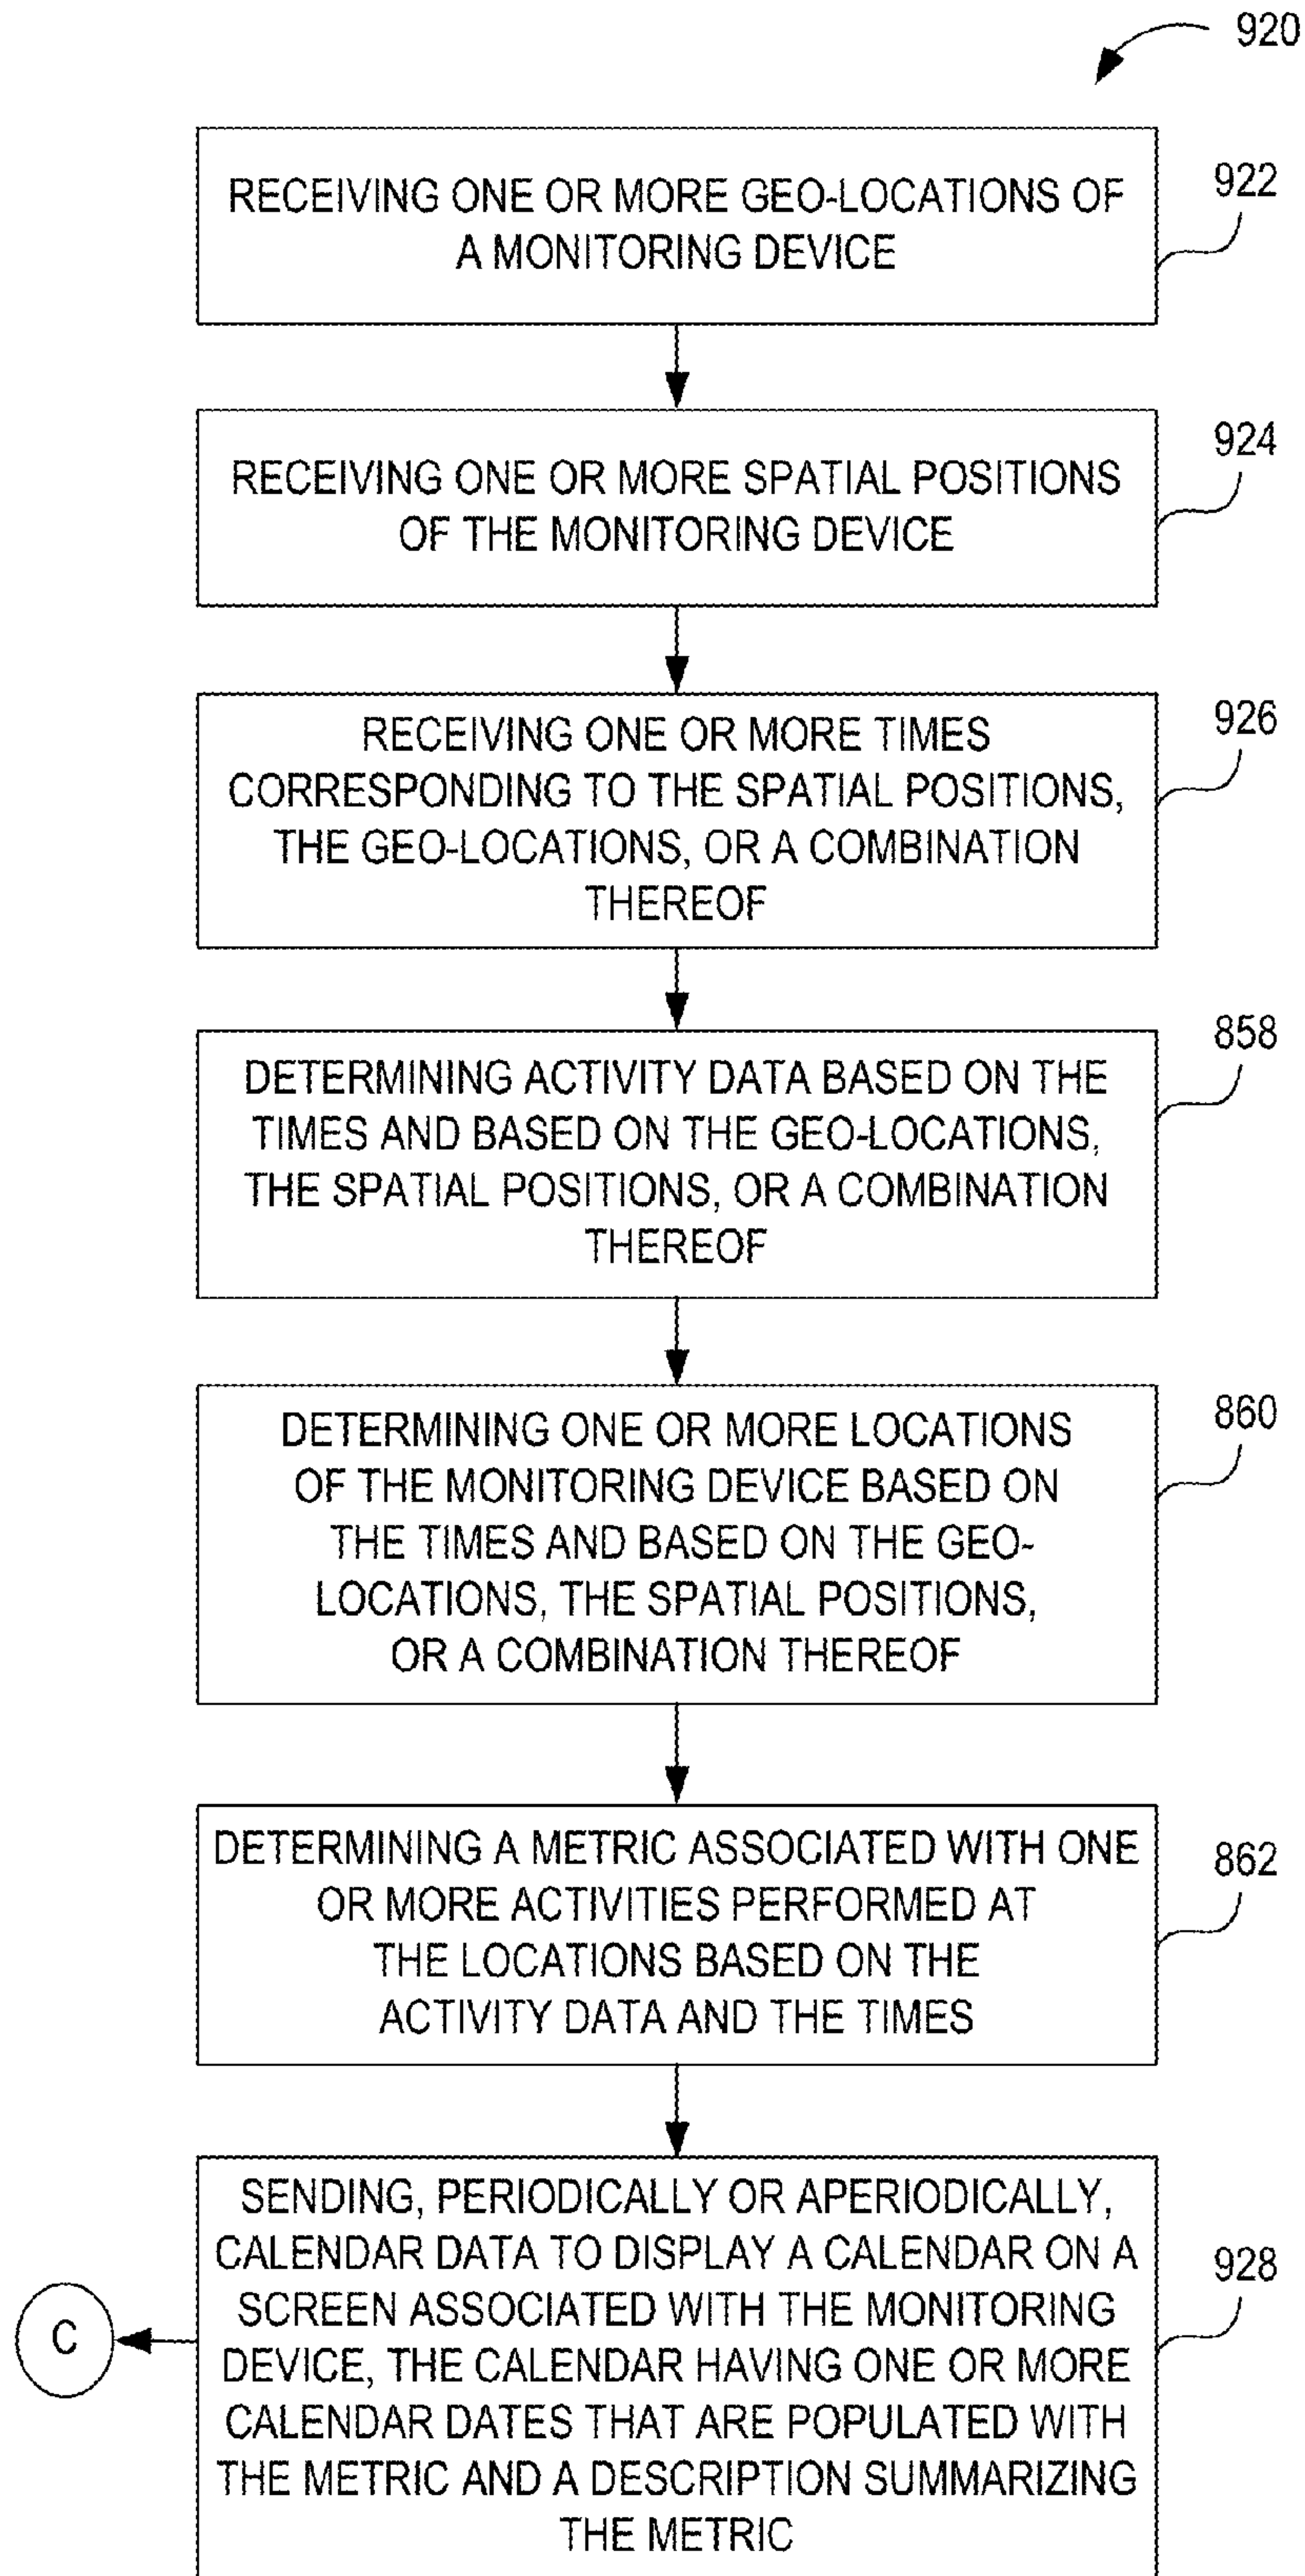 920
RECEIVING ONE OR MORE GEO-LOCATIONS OF
A MONITORING DEVICE
922
RECEIVING ONE OR MORE SPATIAL POSITIONS
OF THE MONITORING DEVICE
924
RECEIVING ONE OR MORE TIMES
CORRESPONDING TO THE SPATIAL POSITIONS,
THE GEO-LOCATIONS, OR A COMBINATION
THEREOF
926
DETERMINING ACTIVITY DATA BASED ON THE
TIMES AND BASED ON THE GEO-LOCATIONS,
THE SPATIAL POSITIONS, OR A COMBINATION
THEREOF
858
DETERMINING ONE OR MORE LOCATIONS
OF THE MONITORING DEVICE BASED ON
THE TIMES AND BASED ON THE GEO-
LOCATIONS, THE SPATIAL POSITIONS,
OR A COMBINATION THEREOF
860
DETERMINING A METRIC ASSOCIATED WITH ONE
OR MORE ACTIVITIES PERFORMED AT
THE LOCATIONS BASED ON THE
ACTIVITY DATA AND THE TIMES
862
SENDING, PERIODICALLY OR APERIODICALLY,
CALENDAR DATA TO DISPLAY A CALENDAR ON A
SCREEN ASSOCIATED WITH THE MONITORING
DEVICE, THE CALENDAR HAVING ONE OR MORE
CALENDAR DATES THAT ARE POPULATED WITH
THE METRIC AND A DESCRIPTION SUMMARIZING
THE METRIC
928
C